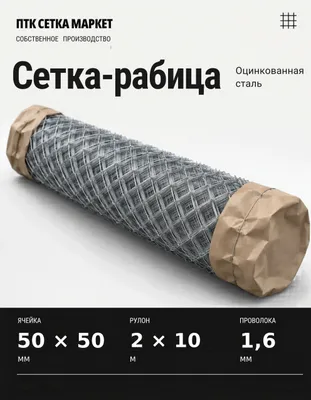 ПТК СЕТКА МАРКЕТ
СОБСТВЕННОЕ ПРОИЗВОДСТВО
Сетка-рабица
Оцинкованная
сталь
ЯЧЕЙКА
РУЛОН
ПРОВОЛОКА
50 × 50
2 × 10
1,6
ММ
М
ММ